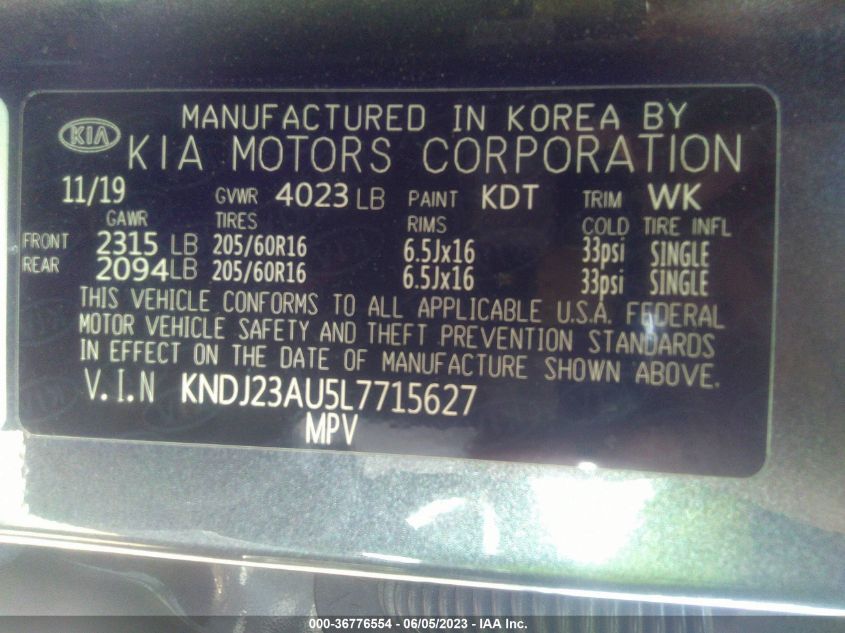 KIA
MANUFACTURED IN KOREA BY
KIA MOTORS CORPORATION
11/19 GVWR 4023 LB PAINT KDT TRIM WK
GAWR TIRES RIMS COLD TIRE INFL
FRONT 2315 LB 205/60R16 6.5Jx16 33psi SINGLE
REAR 2094 LB 205/60R16 6.5Jx16 33psi SINGLE
THIS VEHICLE CONFORMS TO ALL APPLICABLE U.S.A. FEDERAL
MOTOR VEHICLE SAFETY AND THEFT PREVENTION STANDARDS
IN EFFECT ON THE DATE OF MANUFACTURE SHOWN ABOVE.
V.I.N KNDJ23AU5L7715627
MPV
000-36776554 - 06/05/2023 - IAA Inc.